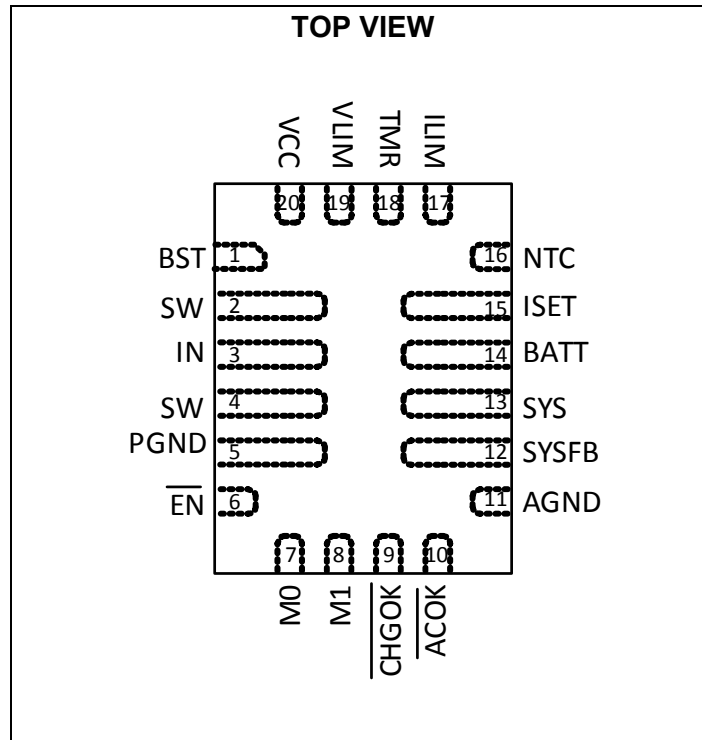 TOP VIEW
VCC VLIM TMR ILIM
20 19 18 17
BST 1 16 NTC
SW 2 15 ISET
IN 3 14 BATT
SW 4 13 SYS
PGND 5 12 SYSFB
EN 6 11 AGND
7 8 9 10
M0 M1 CHGOK ACOK